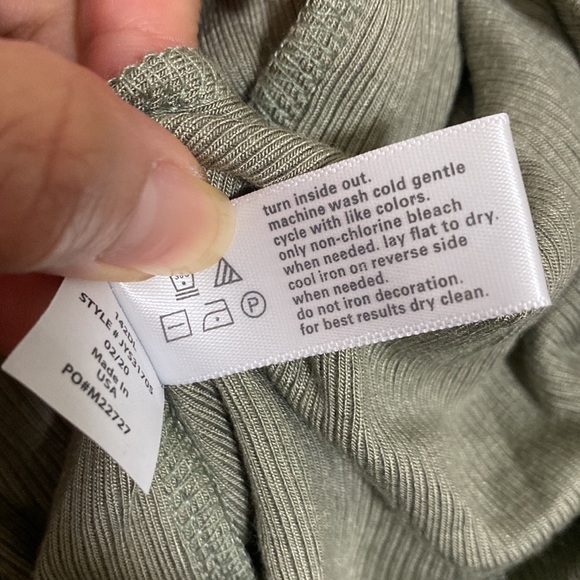 turn inside out.
machine wash cold gentle
cycle with like colors.
only non-chlorine bleach
when needed. lay flat to dry.
cool iron on reverse side
when needed.
do not iron decoration.
for best results dry clean.
P
142DL
STYLE # JYS31705
02/20
Made In
USA
PO#M22727